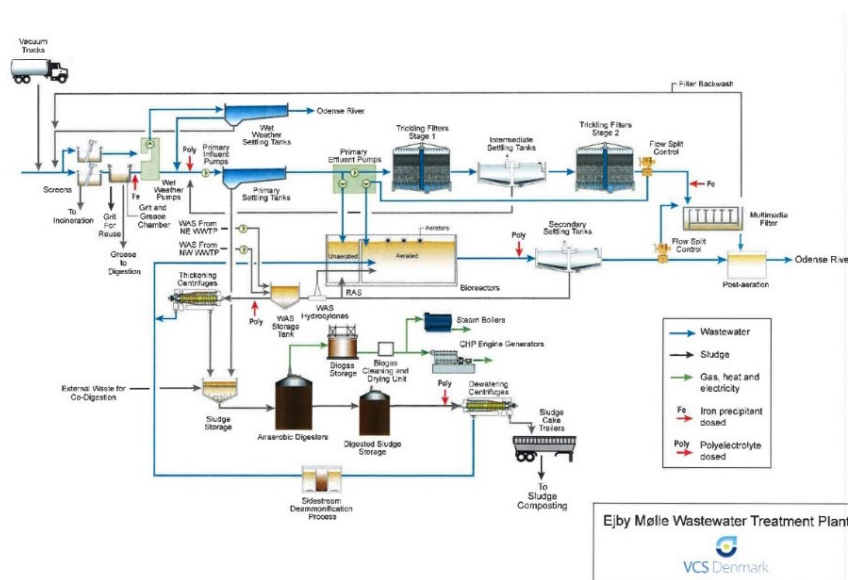 Vacuum
Trucks
Filter Backwash
Odense River
Wet
Weather
Settling Tanks
Trickling Filters
Stage 1
Intermediate
Settling Tanks
Trickling Filters
Stage 2
Flow Split
Control
Primary
Influent
Pumps
Poly
Primary
Effluent Pumps
Screens
Fe
Wet
Weather
Pumps
Primary
Settling Tanks
Fe
To
Incineration
Grit
For
Reuse
Grit and
Grease
Chamber
Grease
to
Digestion
WAS From
NE WWTP
WAS From
NW WWTP
Aerators
Unaerated
Aerated
Bioreactors
Poly
Secondary
Settling Tanks
Multimedia
Filter
Flow Split
Control
Post-aeration
Odense River
Thickening
Centrifuges
Poly
WAS
Storage
Tank
WAS
Hydroclones
RAS
Steam Boilers
CHP Engine Generators
Biogas
Storage
Biogas
Cleaning and
Drying Unit
Poly
Dewatering
Centrifuges
External Waste for
Co-Digestion
Sludge
Storage
Anaerobic Digesters
Digested Sludge
Storage
Sludge
Cake
Trailers
To
Sludge
Composting
Sidestream
Deammonification
Process
Wastewater
Sludge
Gas, heat and
electricity
Fe
Iron precipitant
dosed
Poly
Polyelectrolyte
dosed
Ejby Mølle Wastewater Treatment Plant
VCS Denmark